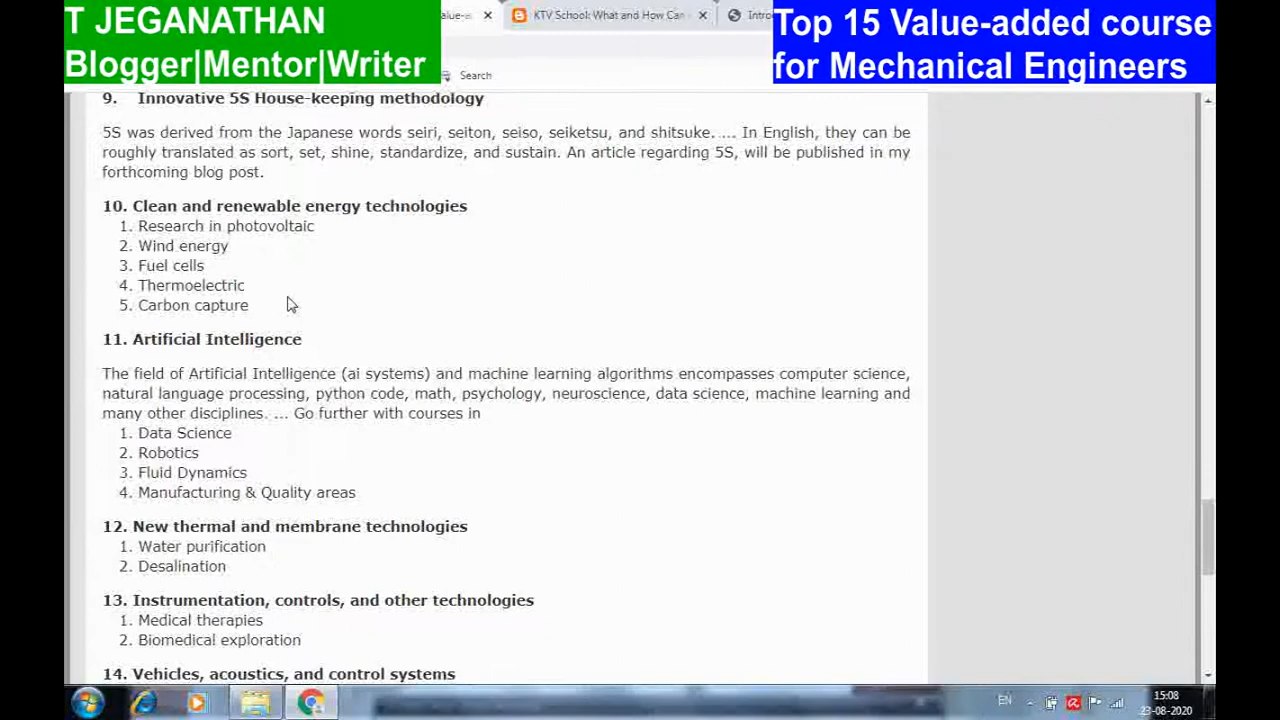 T JEGANATHAN
Blogger|Mentor|Writer
Top 15 Value-added course
for Mechanical Engineers
KTV School: What and How Can
Search
9. Innovative 5S House-keeping methodology
5S was derived from the Japanese words seiri, seiton, seiso, seiketsu, and shitsuke. ... In English, they can be
roughly translated as sort, set, shine, standardize, and sustain. An article regarding 5S, will be published in my
forthcoming blog post.
10. Clean and renewable energy technologies
1. Research in photovoltaic
2. Wind energy
3. Fuel cells
4. Thermoelectric
5. Carbon capture
11. Artificial Intelligence
The field of Artificial Intelligence (ai systems) and machine learning algorithms encompasses computer science,
natural language processing, python code, math, psychology, neuroscience, data science, machine learning and
many other disciplines. ... Go further with courses in
1. Data Science
2. Robotics
3. Fluid Dynamics
4. Manufacturing & Quality areas
12. New thermal and membrane technologies
1. Water purification
2. Desalination
13. Instrumentation, controls, and other technologies
1. Medical therapies
2. Biomedical exploration
14. Vehicles, acoustics, and control systems
EN
15:08
23-08-2020